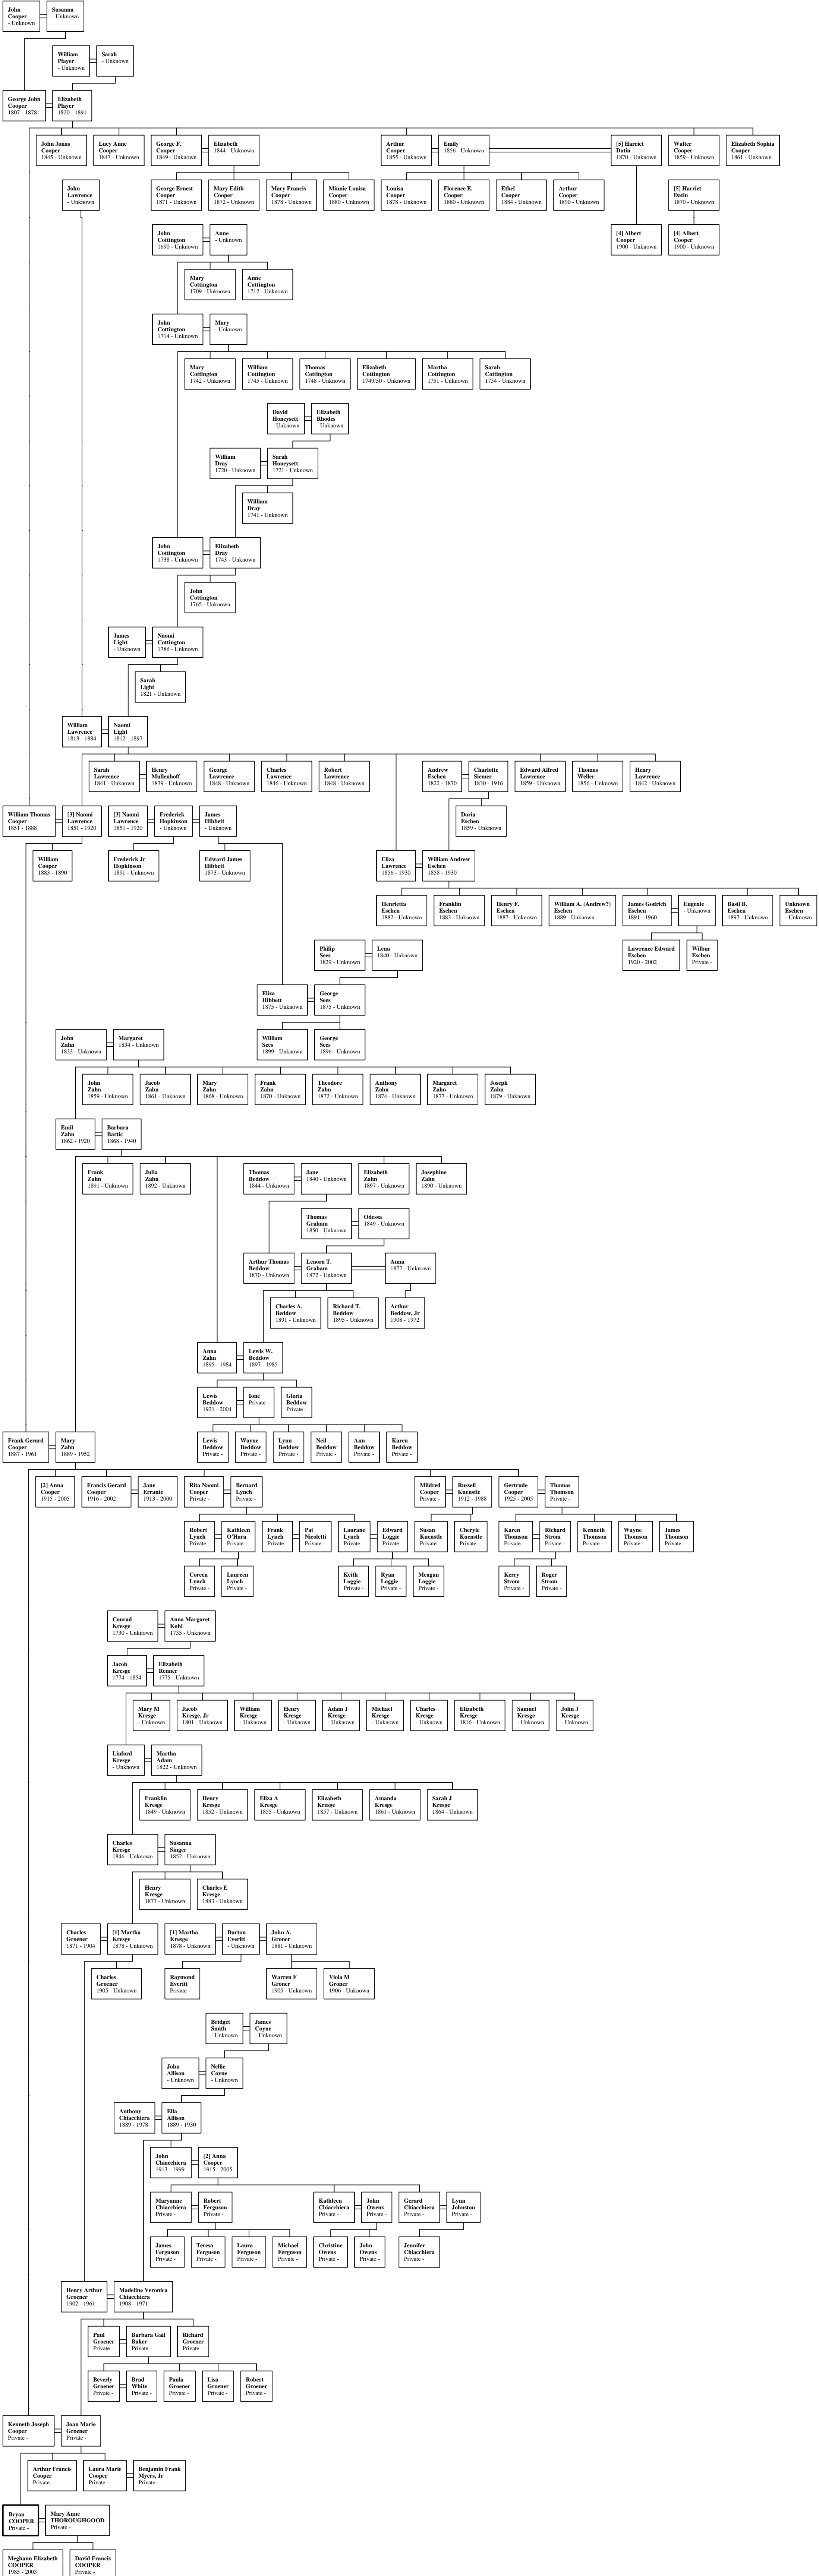 John
Cooper
- Unknown
Susanna
- Unknown
William
Player
- Unknown
Sarah
- Unknown
George John
Cooper
1807 - 1878
Elizabeth
Player
1820 - 1891
John Jonas
Cooper
1845 - Unknown
Lucy Anne
Cooper
1847 - Unknown
George F.
Cooper
1849 - Unknown
Elizabeth
1844 - Unknown
Arthur
Cooper
1855 - Unknown
Emily
1856 - Unknown
[5] Harriet
Datin
1870 - Unknown
Walter
Cooper
1859 - Unknown
Elizabeth Sophia
Cooper
1861 - Unknown
John
Lawrence
- Unknown
George Ernest
Cooper
1871 - Unknown
Mary Edith
Cooper
1872 - Unknown
Mary Francis
Cooper
1878 - Unknown
Minnie Louisa
Cooper
1880 - Unknown
Louisa
Cooper
1878 - Unknown
Florence E.
Cooper
1880 - Unknown
Ethel
Cooper
1884 - Unknown
Arthur
Cooper
1890 - Unknown
[5] Harriet
Datin
1870 - Unknown
John
Cottington
1690 - Unknown
Anne
- Unknown
[4] Albert
Cooper
1900 - Unknown
[4] Albert
Cooper
1900 - Unknown
Mary
Cottington
1709 - Unknown
Anne
Cottington
1712 - Unknown
John
Cottington
1714 - Unknown
Mary
- Unknown
Mary
Cottington
1742 - Unknown
William
Cottington
1745 - Unknown
Thomas
Cottington
1748 - Unknown
Elizabeth
Cottington
1749/50 - Unknown
Martha
Cottington
1751 - Unknown
Sarah
Cottington
1754 - Unknown
David
Honeysett
- Unknown
Elizabeth
Rhodes
- Unknown
William
Dray
1720 - Unknown
Sarah
Honeysett
1721 - Unknown
William
Dray
1741 - Unknown
John
Cottington
1738 - Unknown
Elizabeth
Dray
1743 - Unknown
John
Cottington
1765 - Unknown
James
Light
- Unknown
Naomi
Cottington
1786 - Unknown
Sarah
Light
1821 - Unknown
William
Lawrence
1813 - 1884
Naomi
Light
1812 - 1897
Sarah
Lawrence
1841 - Unknown
Henry
Mullenhoff
1839 - Unknown
George
Lawrence
1848 - Unknown
Charles
Lawrence
1846 - Unknown
Robert
Lawrence
1848 - Unknown
Andrew
Eschen
1822 - 1870
Charlotte
Siemer
1830 - 1916
Edward Alfred
Lawrence
1859 - Unknown
Thomas
Weller
1856 - Unknown
Henry
Lawrence
1842 - Unknown
William Thomas
Cooper
1851 - 1888
[3] Naomi
Lawrence
1851 - 1920
[3] Naomi
Lawrence
1851 - 1920
Frederick
Hopkinson
- Unknown
James
Hibbett
- Unknown
Doria
Eschen
1859 - Unknown
William
Cooper
1883 - 1890
Frederick Jr
Hopkinson
1891 - Unknown
Edward James
Hibbett
1873 - Unknown
Eliza
Lawrence
1856 - 1930
William Andrew
Eschen
1858 - 1930
Henrietta
Eschen
1882 - Unknown
Franklin
Eschen
1883 - Unknown
Henry F.
Eschen
1887 - Unknown
William A. (Andrew?)
Eschen
1889 - Unknown
James Godrich
Eschen
1891 - 1960
Eugenie
- Unknown
Basil B.
Eschen
1897 - Unknown
Unknown
Eschen
- Unknown
Philip
Sees
1829 - Unknown
Lena
1840 - Unknown
Lawrence Edward
Eschen
1920 - 2002
Wilbur
Eschen
Private -
Eliza
Hibbett
1875 - Unknown
George
Sees
1875 - Unknown
John
Zahn
1833 - Unknown
Margaret
1834 - Unknown
William
Sees
1899 - Unknown
George
Sees
1896 - Unknown
John
Zahn
1859 - Unknown
Jacob
Zahn
1861 - Unknown
Mary
Zahn
1868 - Unknown
Frank
Zahn
1870 - Unknown
Theodore
Zahn
1872 - Unknown
Anthony
Zahn
1874 - Unknown
Margaret
Zahn
1877 - Unknown
Joseph
Zahn
1879 - Unknown
Emil
Zahn
1862 - 1920
Barbara
Bartic
1868 - 1940
Frank
Zahn
1891 - Unknown
Julia
Zahn
1892 - Unknown
Thomas
Beddow
1844 - Unknown
Jane
1840 - Unknown
Elizabeth
Zahn
1897 - Unknown
Josephine
Zahn
1890 - Unknown
Thomas
Graham
1850 - Unknown
Odessa
1849 - Unknown
Arthur Thomas
Beddow
1870 - Unknown
Lenora T.
Graham
1872 - Unknown
Anna
1877 - Unknown
Charles A.
Beddow
1891 - Unknown
Richard T.
Beddow
1895 - Unknown
Arthur
Beddow, Jr
1908 - 1972
Anna
Zahn
1895 - 1984
Lewis W.
Beddow
1897 - 1985
Lewis
Beddow
1921 - 2004
Ione
Private -
Gloria
Beddow
Private -
Frank Gerard
Cooper
1887 - 1961
Mary
Zahn
1889 - 1952
Lewis
Beddow
Private -
Wayne
Beddow
Private -
Lynn
Beddow
Private -
Neil
Beddow
Private -
Ann
Beddow
Private -
Karen
Beddow
Private -
[2] Anna
Cooper
1915 - 2005
Francis Gerard
Cooper
1916 - 2002
Jane
Errante
1913 - 2000
Rita Naomi
Cooper
Private -
Bernard
Lynch
Private -
Mildred
Cooper
Private -
Russell
Kuenstle
1912 - 1988
Gertrude
Cooper
1925 - 2005
Thomas
Thomson
Private -
Robert
Lynch
Private -
Kathleen
O'Hara
Private -
Frank
Lynch
Private -
Pat
Nicoletti
Private -
Laurane
Lynch
Private -
Edward
Loggie
Private -
Susan
Kuenstle
Private -
Cheryle
Kuenstle
Private -
Karen
Thomson
Private -
Richard
Strom
Private -
Kenneth
Thomson
Private -
Wayne
Thomson
Private -
James
Thomson
Private -
Coreen
Lynch
Private -
Laureen
Lynch
Private -
Keith
Loggie
Private -
Ryan
Loggie
Private -
Meagan
Loggie
Private -
Kerry
Strom
Private -
Roger
Strom
Private -
Conrad
Kresge
1730 - Unknown
Anna Margaret
Kohl
1735 - Unknown
Jacob
Kresge
1774 - 1854
Elizabeth
Renner
1775 - Unknown
Mary M
Kresge
- Unknown
Jacob
Kresge, Jr
1801 - Unknown
William
Kresge
- Unknown
Henry
Kresge
- Unknown
Adam J
Kresge
- Unknown
Michael
Kresge
- Unknown
Charles
Kresge
- Unknown
Elizabeth
Kresge
1816 - Unknown
Samuel
Kresge
- Unknown
John J
Kresge
- Unknown
Linford
Kresge
- Unknown
Martha
Adam
1822 - Unknown
Franklin
Kresge
1849 - Unknown
Henry
Kresge
1852 - Unknown
Eliza A
Kresge
1855 - Unknown
Elizabeth
Kresge
1857 - Unknown
Amanda
Kresge
1861 - Unknown
Sarah J
Kresge
1864 - Unknown
Charles
Kresge
1846 - Unknown
Susanna
Singer
1852 - Unknown
Henry
Kresge
1877 - Unknown
Charles E
Kresge
1883 - Unknown
Charles
Groener
1871 - 1904
[1] Martha
Kresge
1878 - Unknown
[1] Martha
Kresge
1878 - Unknown
Burton
Everitt
- Unknown
John A.
Groner
1881 - Unknown
Charles
Groener
1905 - Unknown
Raymond
Everitt
Private -
Warren F
Groner
1905 - Unknown
Viola M
Groner
1906 - Unknown
Bridget
Smith
- Unknown
James
Coyne
- Unknown
John
Allison
- Unknown
Nellie
Coyne
- Unknown
Anthony
Chiacchiera
1889 - 1978
Ella
Allison
1889 - 1930
John
Chiacchiera
1913 - 1999
[2] Anna
Cooper
1915 - 2005
Maryanne
Chiacchiera
Private -
Robert
Ferguson
Private -
Kathleen
Chiacchiera
Private -
John
Owens
Private -
Gerard
Chiacchiera
Private -
Lynn
Johnston
Private -
James
Ferguson
Private -
Teresa
Ferguson
Private -
Laura
Ferguson
Private -
Michael
Ferguson
Private -
Christine
Owens
Private -
John
Owens
Private -
Jennifer
Chiacchiera
Private -
Henry Arthur
Groener
1902 - 1961
Madeline Veronica
Chiacchiera
1908 - 1971
Paul
Groener
Private -
Barbara Gail
Baker
Private -
Richard
Groener
Private -
Beverly
Groener
Private -
Brad
White
Private -
Paula
Groener
Private -
Lisa
Groener
Private -
Robert
Groener
Private -
Kenneth Joseph
Cooper
Private -
Joan Marie
Groener
Private -
Arthur Francis
Cooper
Private -
Laura Marie
Cooper
Private -
Benjamin Frank
Myers, Jr
Private -
Bryan
COOPER
Private -
Mary Anne
THOROUGHGOOD
Private -
Meghann Elizabeth
COOPER
1985 - 2003
David Francis
COOPER
Private -